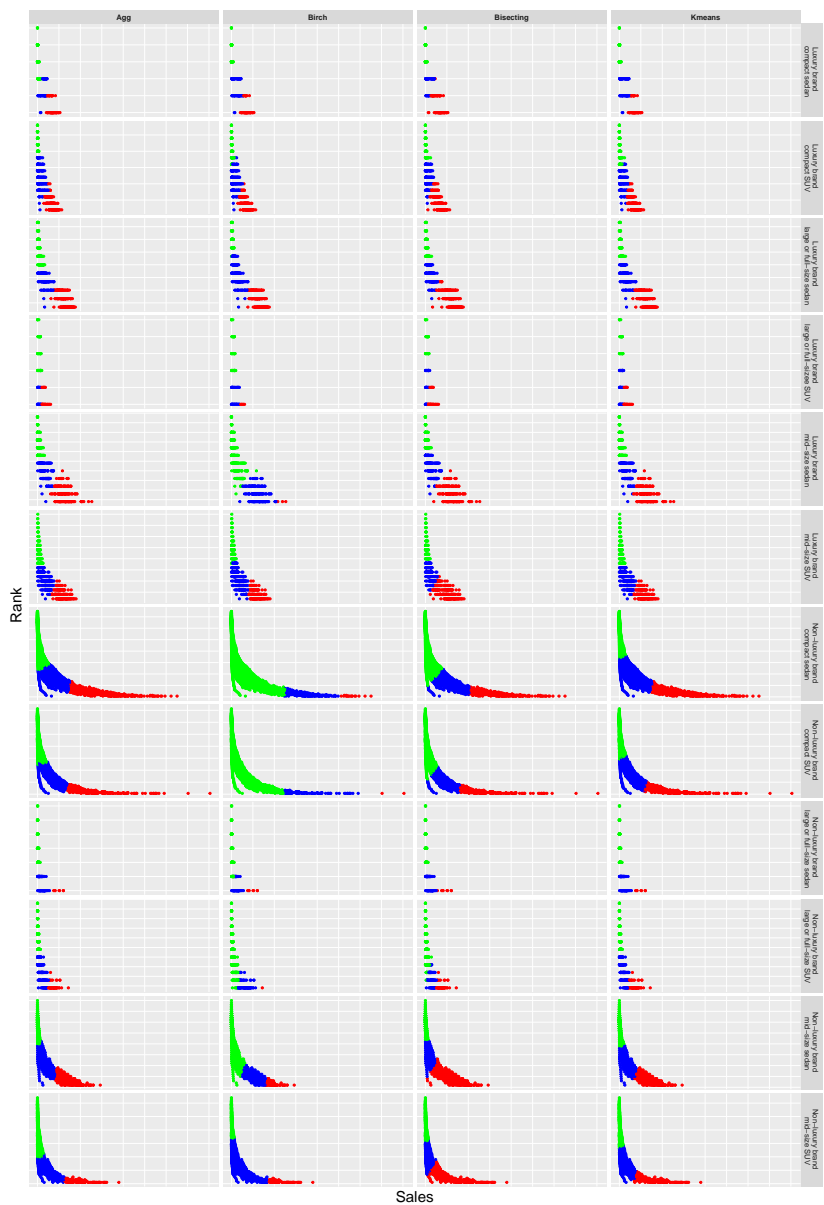 Agg Birch Bisecting Kmeans
Luxury brand
compact sedan
Luxury brand
compact SUV
Luxury brand
large or full−size sedan
Luxury brand
large or full−sizee SUV
Luxury brand
mid−size sedan
Luxury brand
mid−size SUV
Non−luxury brand
compact sedan
Non−luxury brand
compact SUV
Non−luxury brand
large or full−size sedan
Non−luxury brand
large or full−size SUV
Non−luxury brand
mid−size sedan
Non−luxury brand
mid−size SUV
Rank
Sales